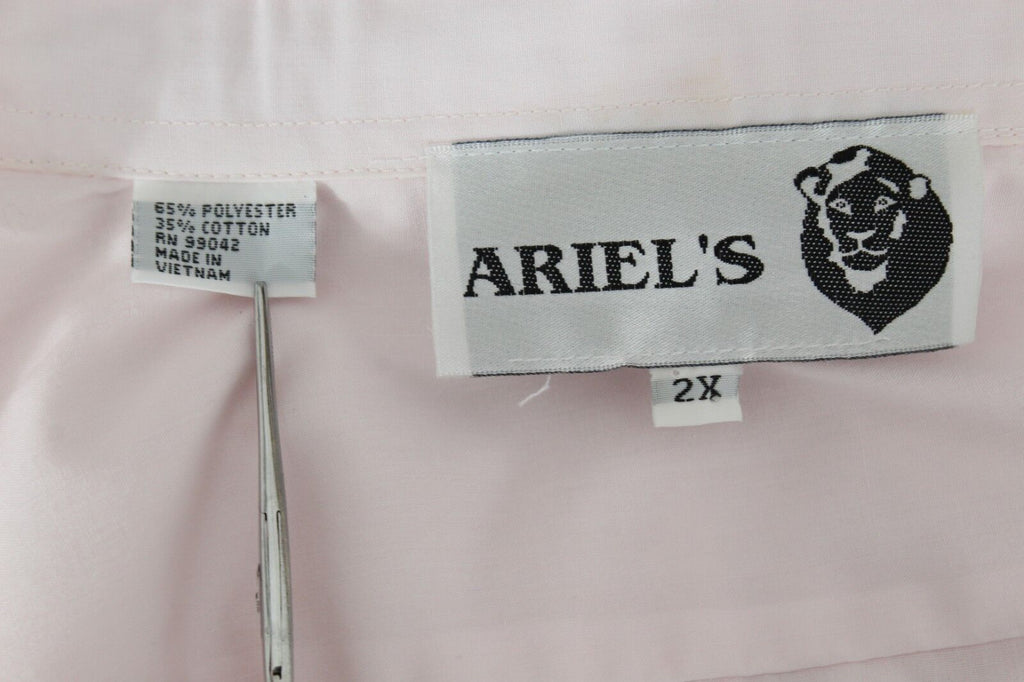 65% POLYESTER
35% COTTON
RN 99042
MADE IN
VIETNAM
ARIEL'S
2X